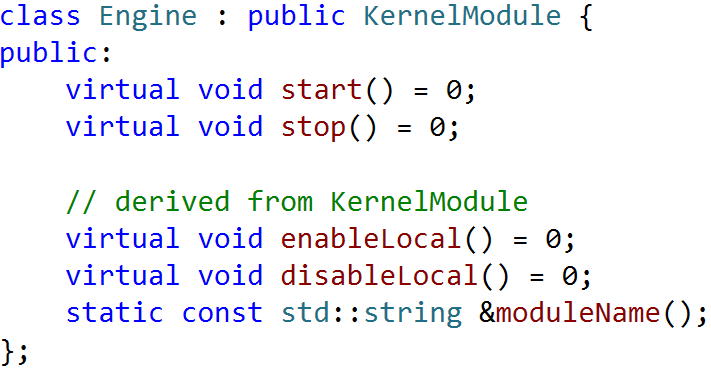 class Engine : public KernelModule {
public:
    virtual void start() = 0;
    virtual void stop() = 0;

    // derived from KernelModule
    virtual void enableLocal() = 0;
    virtual void disableLocal() = 0;
    static const std::string &moduleName();
};